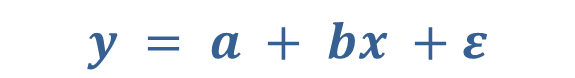 y = a + bx + ε